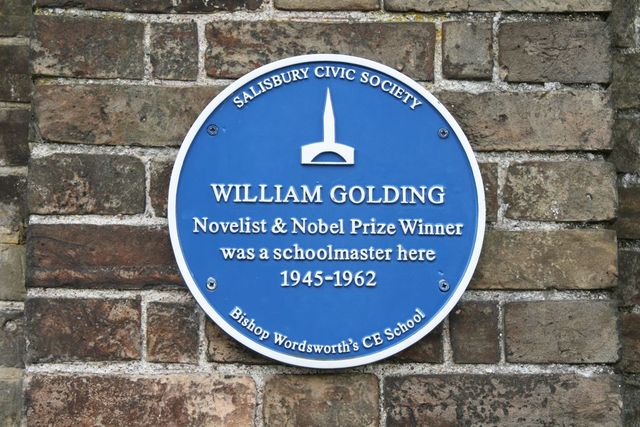 SALISBURY CIVIC SOCIETY
WILLIAM GOLDING
Novelist & Nobel Prize Winner
was a schoolmaster here
1945-1962
Bishop Wordsworth's CE School